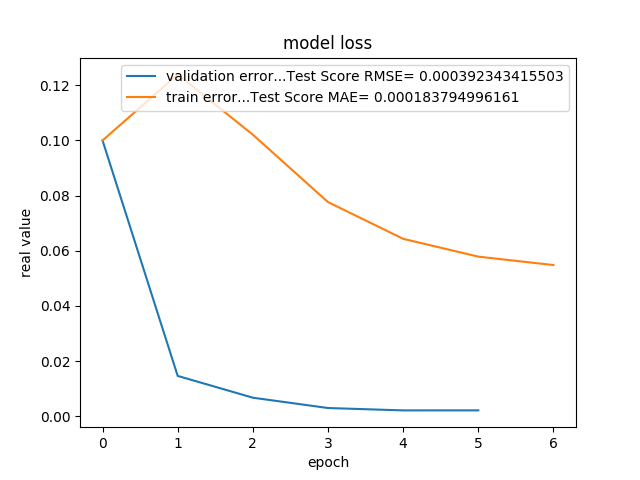 model loss
validation error...Test Score RMSE= 0.000392343415503
train error...Test Score MAE= 0.000183794996161
real value
0.12
0.10
0.08
0.06
0.04
0.02
0.00
0 1 2 3 4 5 6
epoch